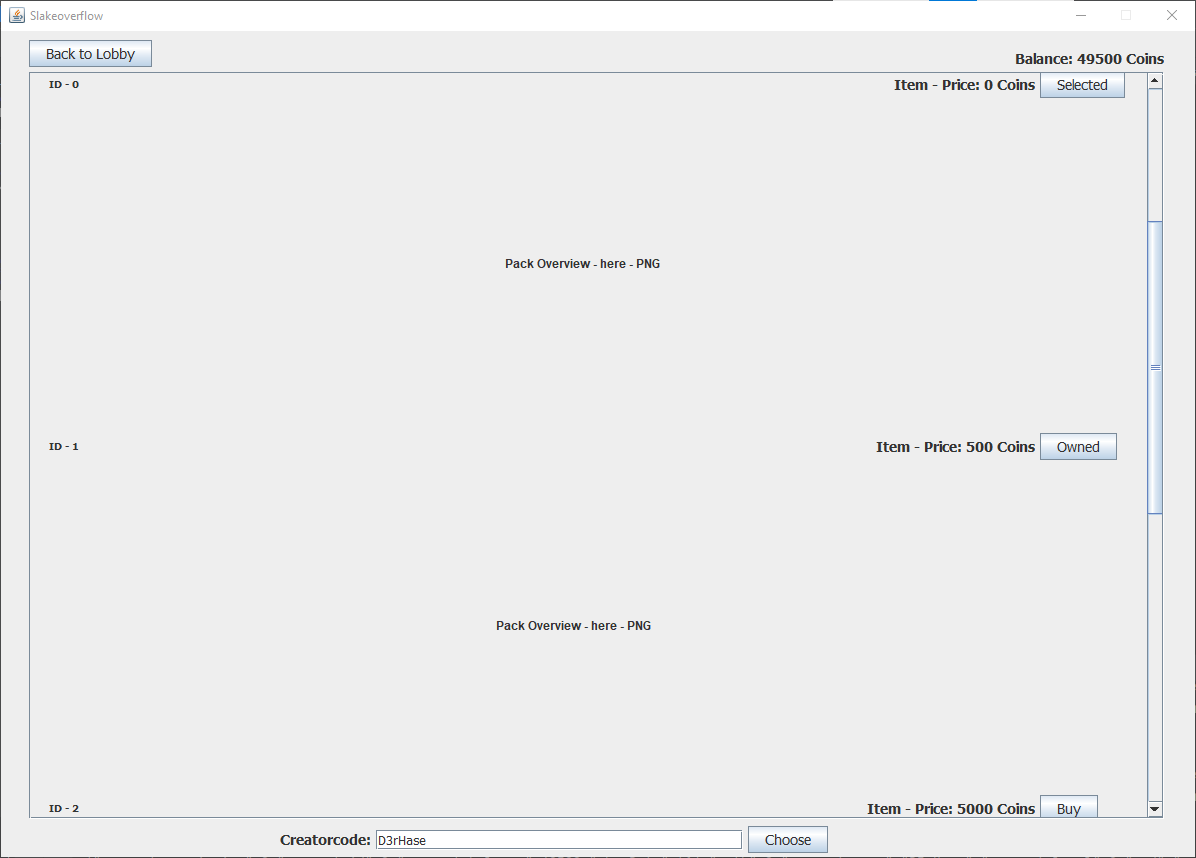 Slakeoverflow
Back to Lobby
Balance: 49500 Coins
ID - 0
Item - Price: 0 Coins
Selected
Pack Overview - here - PNG
ID - 1
Item - Price: 500 Coins
Owned
Pack Overview - here - PNG
ID - 2
Item - Price: 5000 Coins
Buy
Creatorcode:
D3rHase
Choose